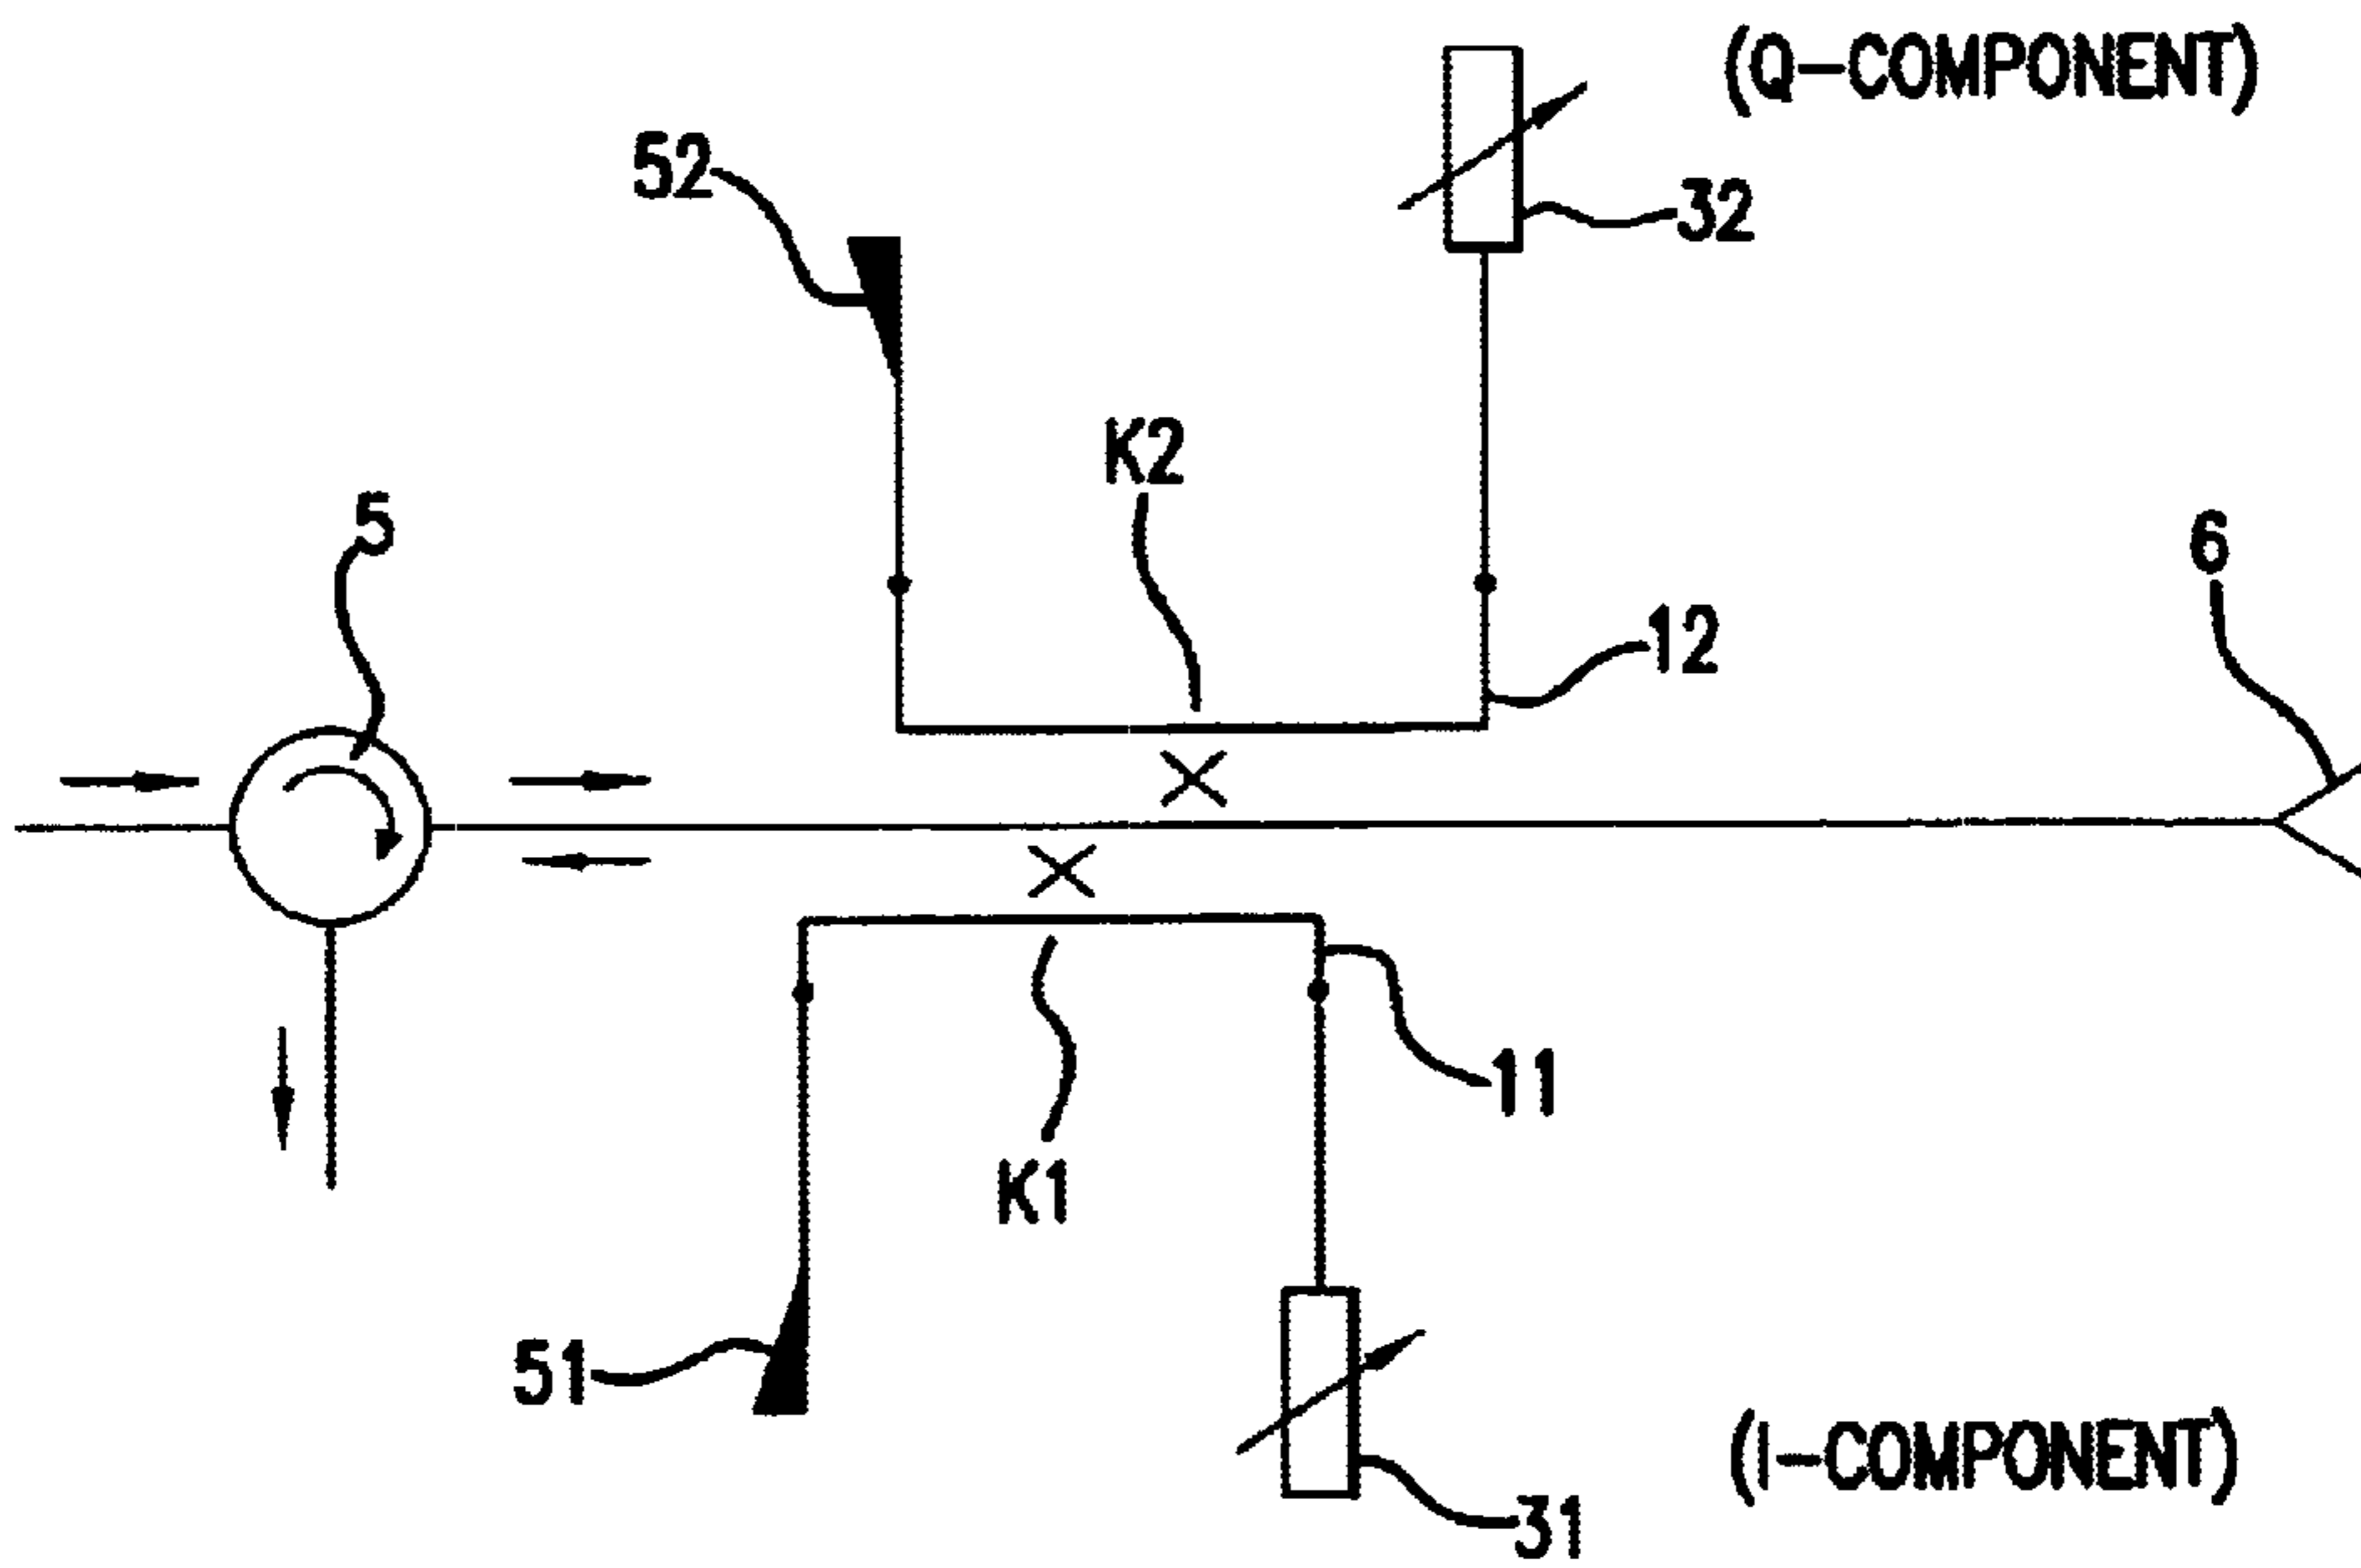 (Q-COMPONENT)
52
32
K2
5
6
12
11
K1
51
(I-COMPONENT)
31